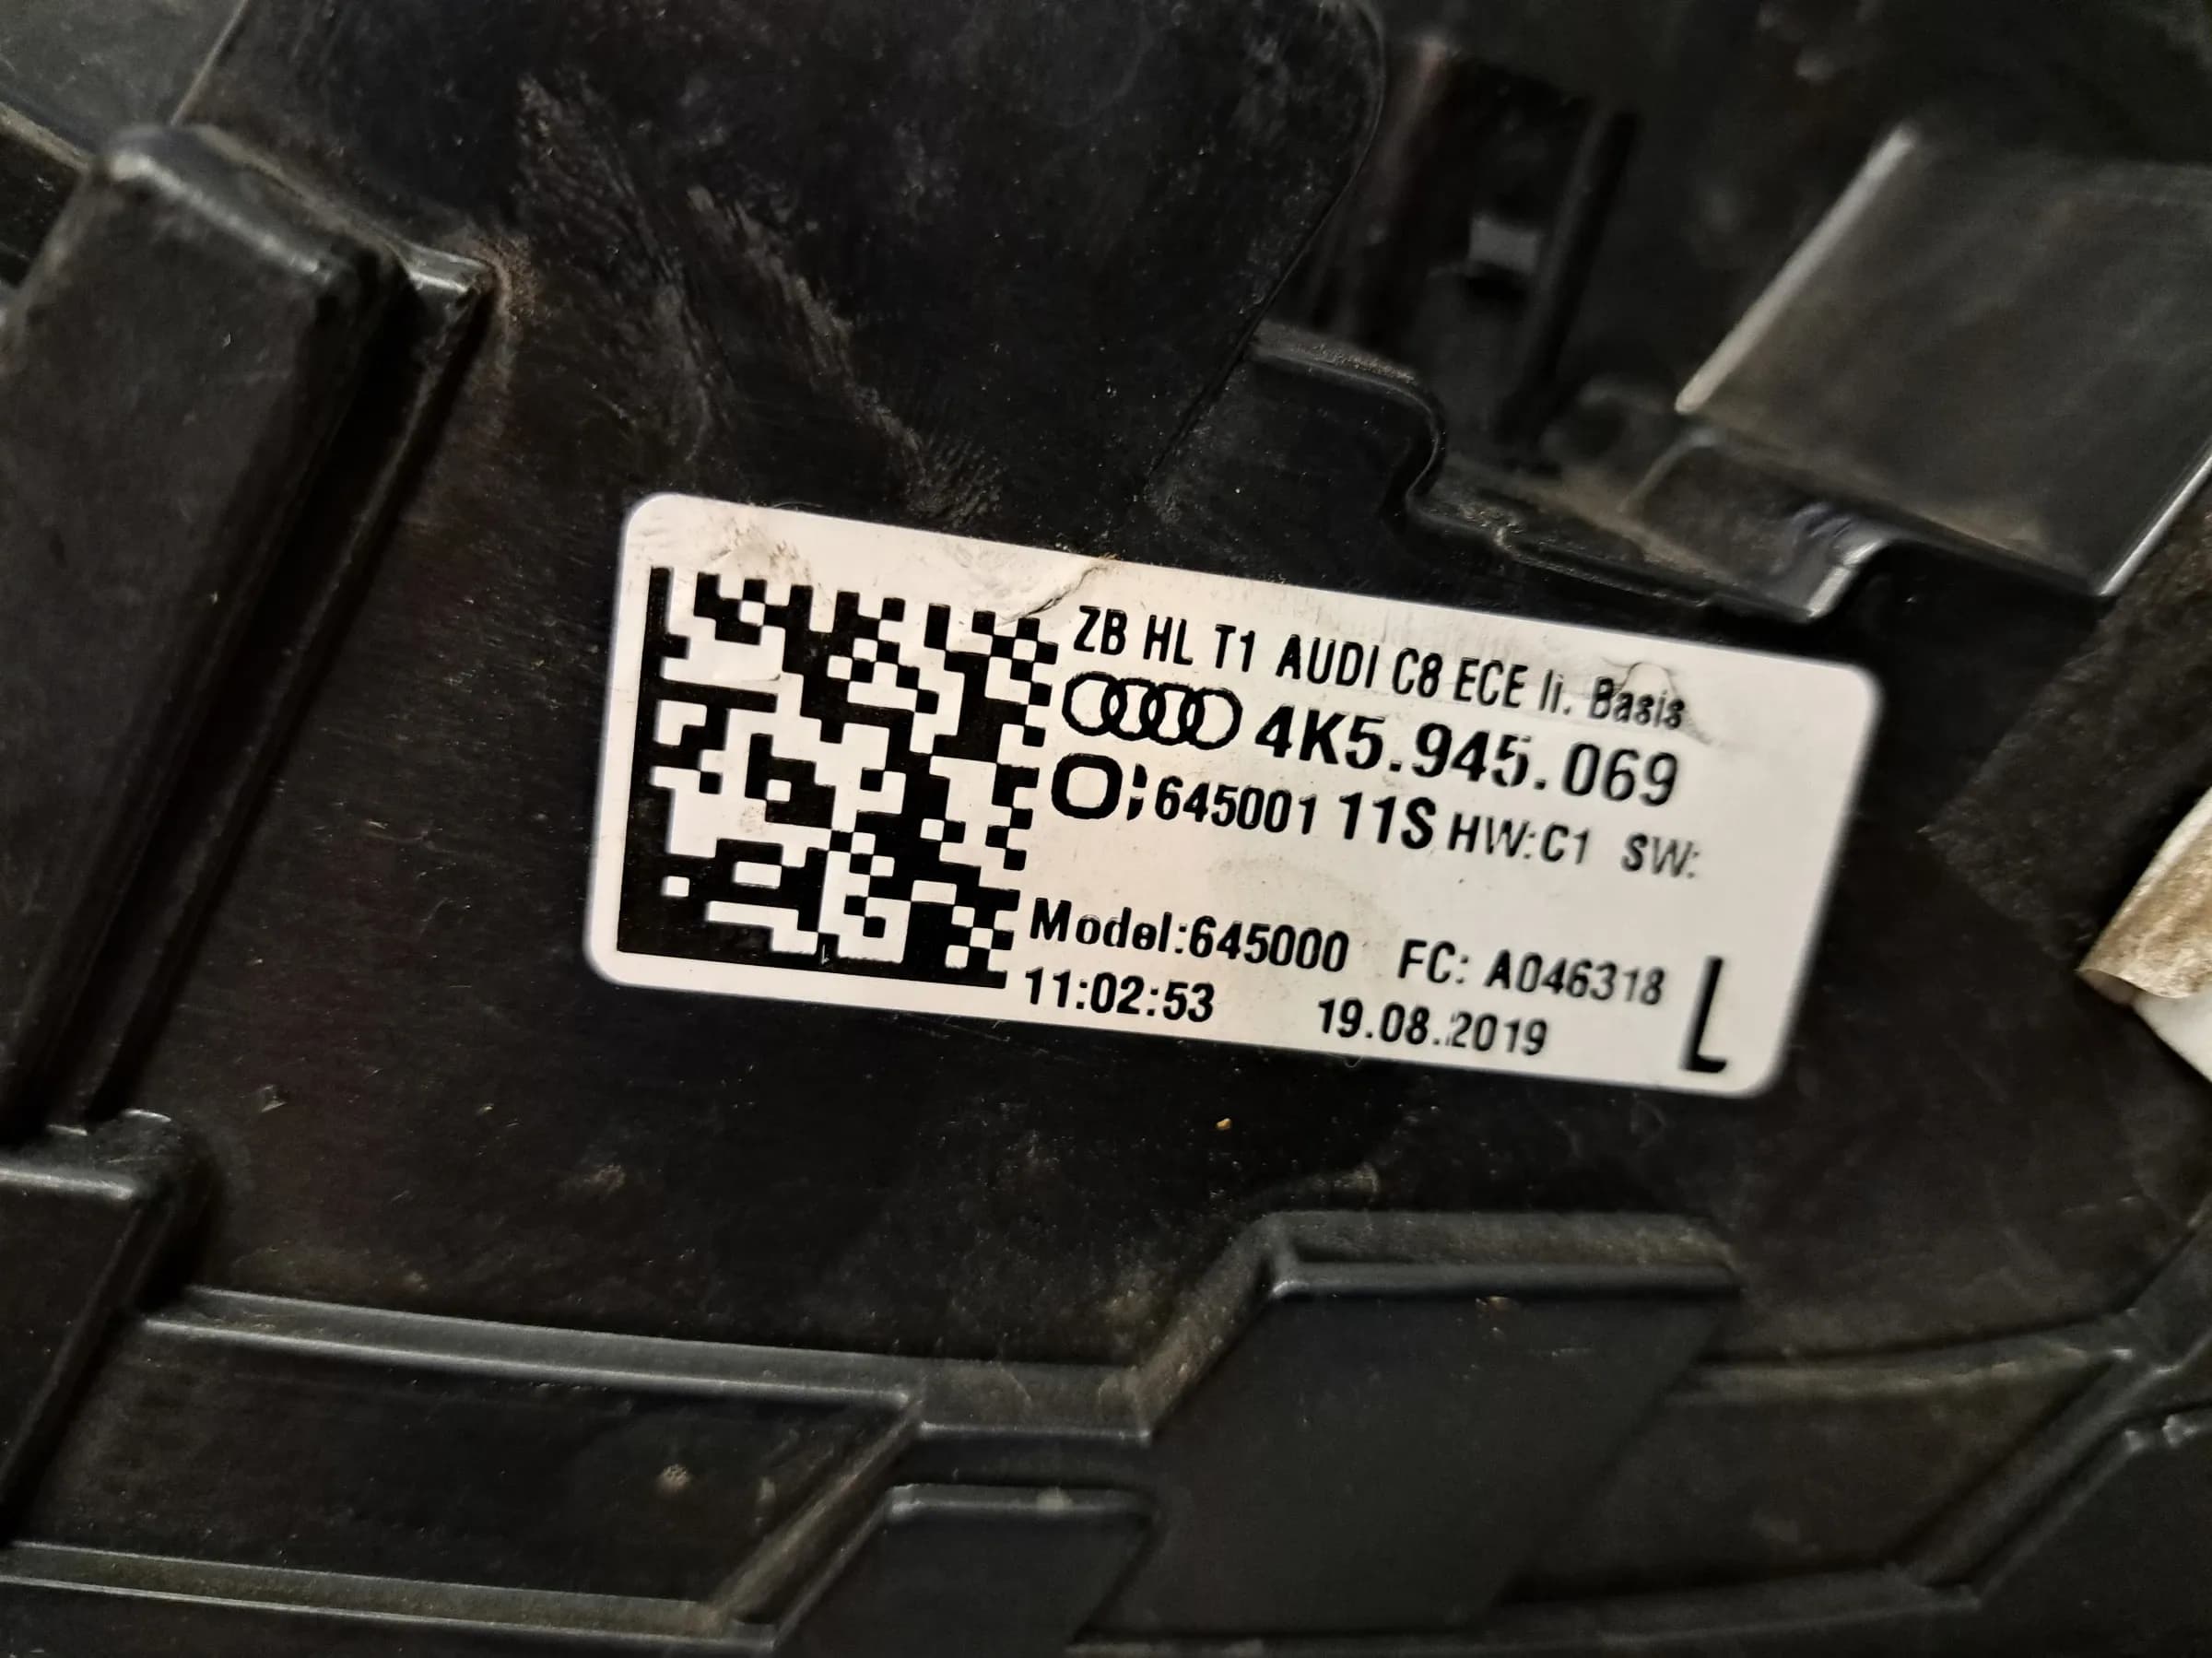 ZB HL T1 AUDI C8 ECE li. Basis
4K5.945.069
645001 11S HW:C1 SW:
Model:645000 FC: A046318 L
11:02:53 19.08.2019